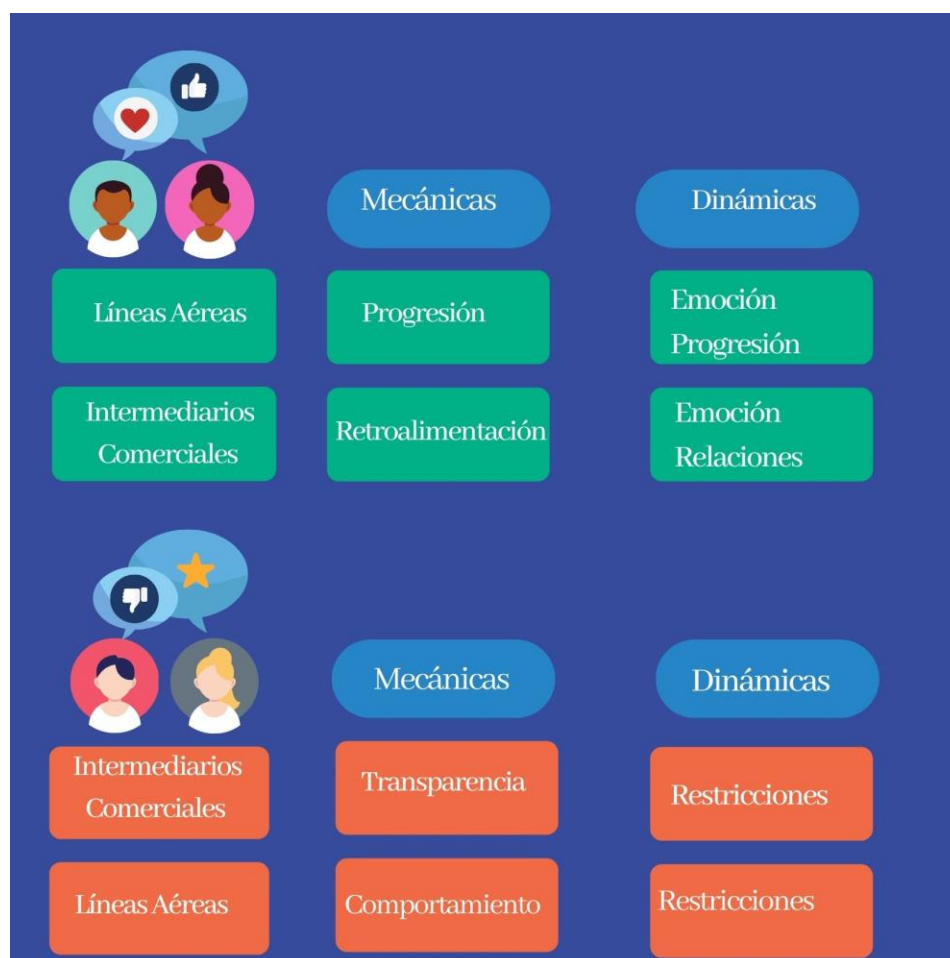 Mecánicas
Dinámicas
Líneas Aéreas
Progresión
Emoción
Progresión
Intermediarios
Comerciales
Retroalimentación
Emoción
Relaciones
Mecánicas
Dinámicas
Intermediarios
Comerciales
Transparencia
Restricciones
Líneas Aéreas
Comportamiento
Restricciones